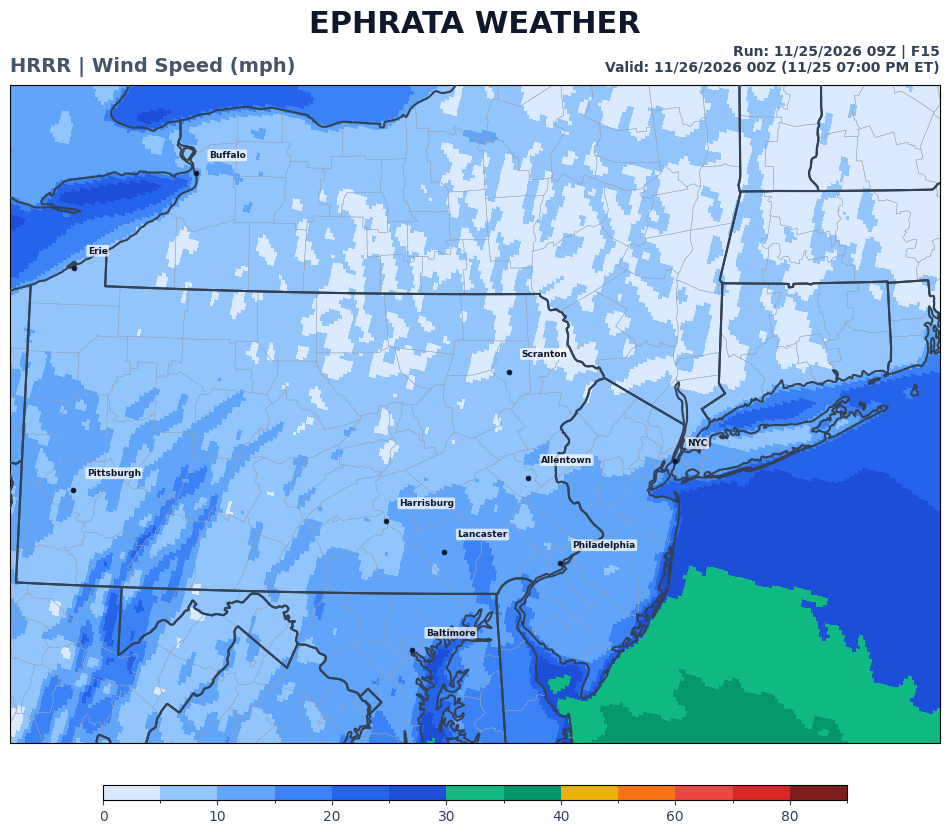 EPHRATA WEATHER
HRRR | Wind Speed (mph)
Run: 11/25/2026 09Z | F15
Valid: 11/26/2026 00Z (11/25 07:00 PM ET)
Buffalo
Erie
Scranton
NYC
Allentown
Pittsburgh
Harrisburg
Lancaster
Philadelphia
Baltimore
0 10 20 30 40 50 60 70 80